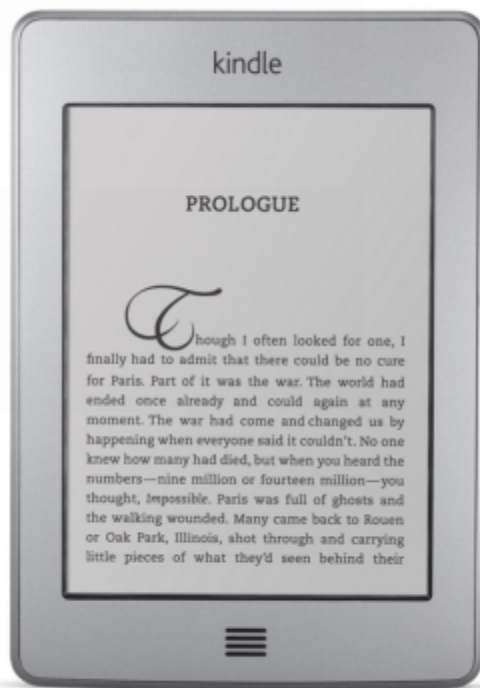 kindle
PROLOGUE
Though I often looked for one, I
finally had to admit that there could be no cure
for Paris. Part of it was the war. The world had
ended once already and could again at any
moment. The war had come and changed us by
happening when everyone said it couldn't. No one
knew how many had died, but when you heard the
numbers—nine million or fourteen million—you
thought, Impossible. Paris was full of ghosts and
the walking wounded. Many came back to Rouen
or Oak Park, Illinois, shot through and carrying
little pieces of what they'd seen behind their